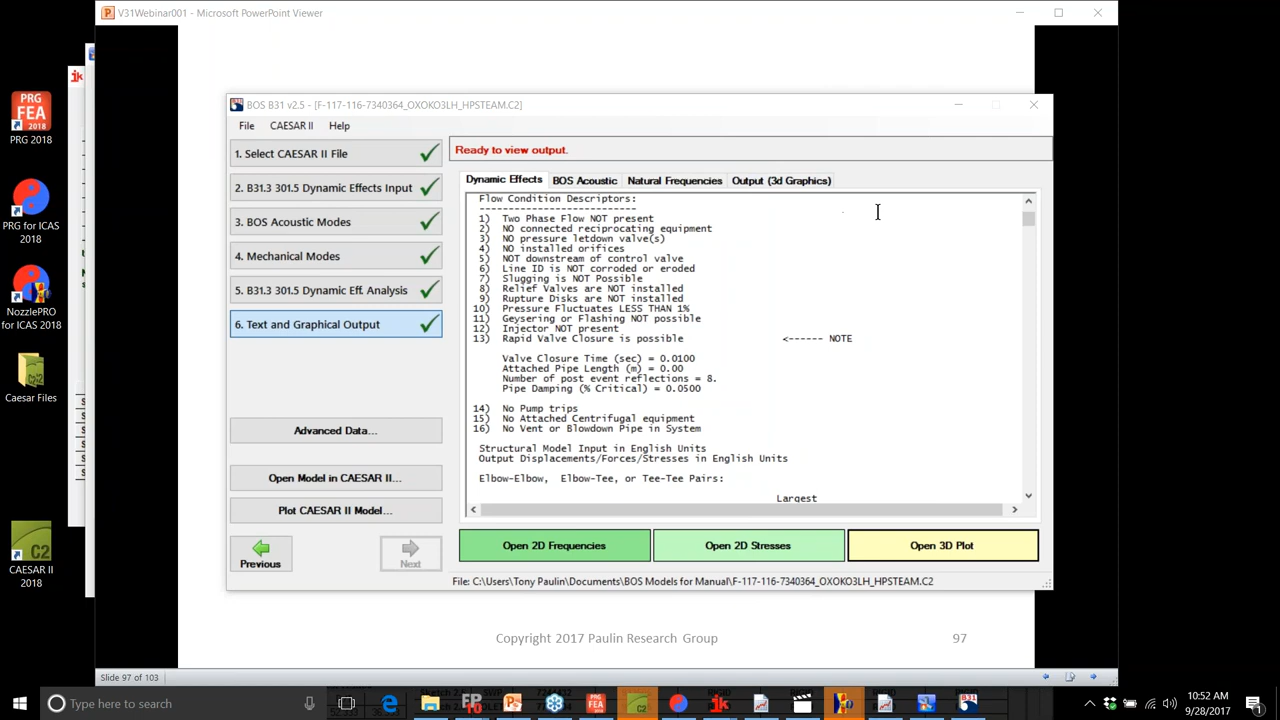 V31Webinar001 - Microsoft PowerPoint Viewer
BOS B31 v2.5 - [F-117-116-7340364_OXOKO3LH_HPSTEAM.C2]
File CAESAR II Help
1. Select CAESAR II File
2. B31.3 301.5 Dynamic Effects Input
3. BOS Acoustic Modes
4. Mechanical Modes
5. B31.3 301.5 Dynamic Eff. Analysis
6. Text and Graphical Output
Advanced Data...
Open Model in CAESAR II...
Plot CAESAR II Model...
Previous
Next
Ready to view output.
Dynamic Effects BOS Acoustic Natural Frequencies Output (3d Graphics)
Flow Condition Descriptors:
-------------------------
1) Two Phase Flow NOT present
2) NO connected reciprocating equipment
3) NO pressure letdown valve(s)
4) NO installed orifices
5) NOT downstream of control valve
6) Line ID is NOT corroded or eroded
7) Slugging is NOT Possible
8) Relief Valves are NOT installed
9) Rupture Disks are NOT installed
10) Pressure Fluctuates LESS THAN 1%
11) Geysering or Flashing NOT possible
12) Injector NOT present
13) Rapid Valve Closure is possible <------ NOTE
Valve Closure Time (sec) = 0.0100
Attached Pipe Length (m) = 0.00
Number of post event reflections = 8.
Pipe Damping (% Critical) = 0.0500
14) No Pump trips
15) No Attached Centrifugal equipment
16) No Vent or Blowdown Pipe in System
Structural Model Input in English Units
Output Displacements/Forces/Stresses in English Units
Elbow-Elbow, Elbow-Tee, or Tee-Tee Pairs:
Largest
Open 2D Frequencies
Open 2D Stresses
Open 3D Plot
File: C:\Users\Tony Paulin\Documents\BOS Models for Manual\F-117-116-7340364_OXOKO3LH_HPSTEAM.C2
Copyright 2017 Paulin Research Group
97
Slide 97 of 103
PRG
FEA
2018
PRG 2018
PRG for ICAS
2018
NozzlePRO
for ICAS 2018
C2
Caesar Files
C2
CAESAR II
2018
ik
Type here to search
10:52 AM
9/28/2017